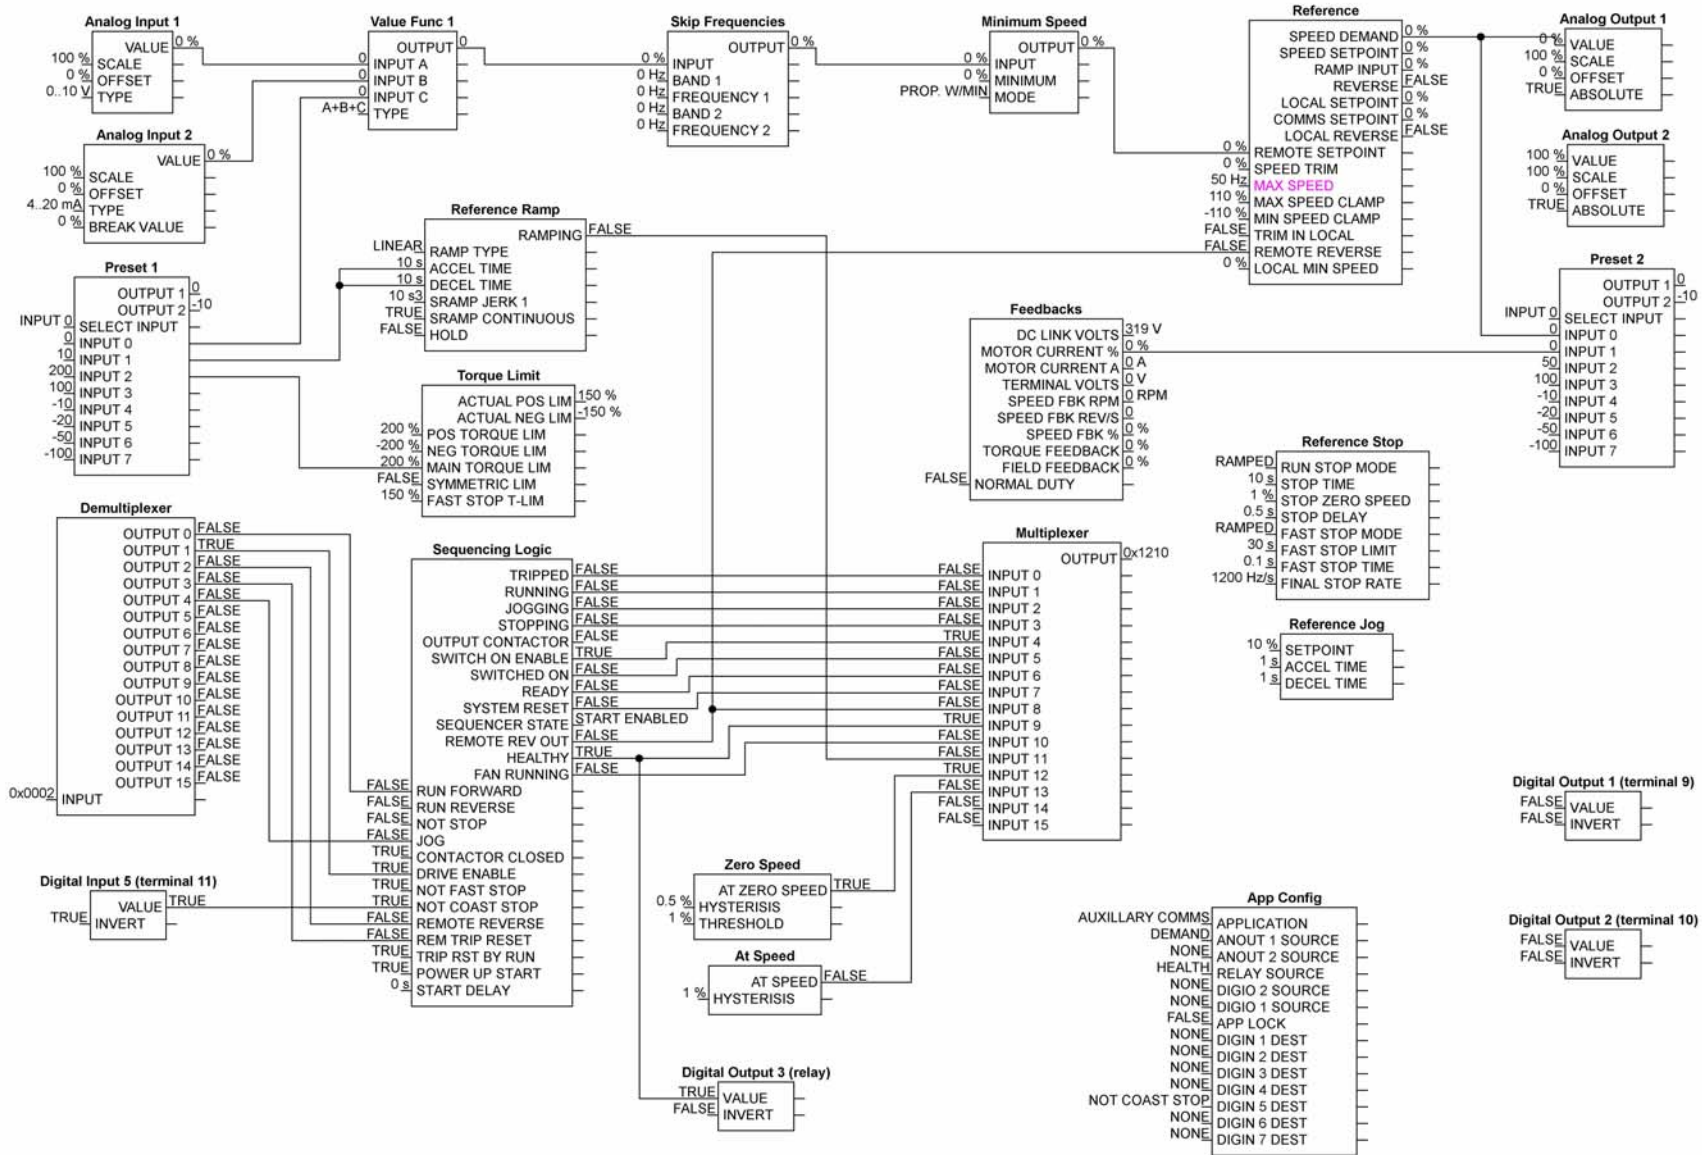 Analog Input 1
VALUE 0 %
100 % SCALE
0 % OFFSET
0..10 V TYPE
Value Func 1
OUTPUT 0
0 INPUT A
0 INPUT B
0 INPUT C
A+B+C TYPE
Skip Frequencies
OUTPUT 0 %
0 % INPUT
0 Hz BAND 1
0 Hz FREQUENCY 1
0 Hz BAND 2
0 Hz FREQUENCY 2
Minimum Speed
OUTPUT 0 %
0 % INPUT
0 % MINIMUM
PROP. W/MIN MODE
Reference
SPEED DEMAND 0 %
SPEED SETPOINT 0 %
RAMP INPUT 0 %
REVERSE FALSE
LOCAL SETPOINT 0 %
COMMS SETPOINT 0 %
LOCAL REVERSE FALSE
0 % REMOTE SETPOINT
0 % SPEED TRIM
50 Hz MAX SPEED
110 % MAX SPEED CLAMP
-110 % MIN SPEED CLAMP
FALSE TRIM IN LOCAL
FALSE REMOTE REVERSE
0 % LOCAL MIN SPEED
Analog Output 1
0 % VALUE
100 % SCALE
0 % OFFSET
TRUE ABSOLUTE
Analog Input 2
VALUE 0 %
100 % SCALE
0 % OFFSET
4..20 mA TYPE
0 % BREAK VALUE
Analog Output 2
100 % VALUE
100 % SCALE
0 % OFFSET
TRUE ABSOLUTE
Reference Ramp
RAMPING FALSE
LINEAR RAMP TYPE
10 s ACCEL TIME
10 s DECEL TIME
10 s3 SRAMP JERK 1
TRUE SRAMP CONTINUOUS
FALSE HOLD
Preset 1
OUTPUT 1 0
OUTPUT 2 -10
INPUT 0 SELECT INPUT
0 INPUT 0
10 INPUT 1
200 INPUT 2
100 INPUT 3
-10 INPUT 4
-20 INPUT 5
-50 INPUT 6
-100 INPUT 7
Preset 2
OUTPUT 1 0
OUTPUT 2 -10
INPUT 0 SELECT INPUT
0 INPUT 0
0 INPUT 1
50 INPUT 2
100 INPUT 3
-10 INPUT 4
-20 INPUT 5
-50 INPUT 6
-100 INPUT 7
Feedbacks
DC LINK VOLTS 319 V
MOTOR CURRENT % 0 %
MOTOR CURRENT A 0 A
TERMINAL VOLTS 0 V
SPEED FBK RPM 0 RPM
SPEED FBK REV/S 0
SPEED FBK % 0 %
TORQUE FEEDBACK 0 %
FIELD FEEDBACK 0 %
FALSE NORMAL DUTY
Torque Limit
ACTUAL POS LIM 150 %
ACTUAL NEG LIM -150 %
200 % POS TORQUE LIM
-200 % NEG TORQUE LIM
200 % MAIN TORQUE LIM
FALSE SYMMETRIC LIM
150 % FAST STOP T-LIM
Reference Stop
RAMPED RUN STOP MODE
10 s STOP TIME
1 % STOP ZERO SPEED
0.5 s STOP DELAY
RAMPED FAST STOP MODE
30 s FAST STOP LIMIT
0.1 s FAST STOP TIME
1200 Hz/s FINAL STOP RATE
Demultiplexer
OUTPUT 0 FALSE
OUTPUT 1 TRUE
OUTPUT 2 FALSE
OUTPUT 3 FALSE
OUTPUT 4 FALSE
OUTPUT 5 FALSE
OUTPUT 6 FALSE
OUTPUT 7 FALSE
OUTPUT 8 FALSE
OUTPUT 9 FALSE
OUTPUT 10 FALSE
OUTPUT 11 FALSE
OUTPUT 12 FALSE
OUTPUT 13 FALSE
OUTPUT 14 FALSE
OUTPUT 15 FALSE
0x0002 INPUT
Sequencing Logic
TRIPPED FALSE
RUNNING FALSE
JOGGING FALSE
STOPPING FALSE
OUTPUT CONTACTOR FALSE
SWITCH ON ENABLE TRUE
SWITCHED ON FALSE
READY FALSE
SYSTEM RESET FALSE
SEQUENCER STATE START ENABLED
REMOTE REV OUT FALSE
HEALTHY TRUE
FAN RUNNING FALSE
FALSE RUN FORWARD
FALSE RUN REVERSE
FALSE NOT STOP
FALSE JOG
TRUE CONTACTOR CLOSED
TRUE DRIVE ENABLE
TRUE NOT FAST STOP
TRUE NOT COAST STOP
FALSE REMOTE REVERSE
FALSE REM TRIP RESET
TRUE TRIP RST BY RUN
TRUE POWER UP START
0 s START DELAY
Multiplexer
OUTPUT 0x1210
FALSE INPUT 0
FALSE INPUT 1
FALSE INPUT 2
FALSE INPUT 3
TRUE INPUT 4
FALSE INPUT 5
FALSE INPUT 6
FALSE INPUT 7
FALSE INPUT 8
TRUE INPUT 9
FALSE INPUT 10
FALSE INPUT 11
TRUE INPUT 12
FALSE INPUT 13
FALSE INPUT 14
FALSE INPUT 15
Reference Jog
10 % SETPOINT
1 s ACCEL TIME
1 s DECEL TIME
Digital Output 1 (terminal 9)
FALSE VALUE
FALSE INVERT
Digital Input 5 (terminal 11)
VALUE TRUE
TRUE INVERT
Zero Speed
AT ZERO SPEED TRUE
0.5 % HYSTERISIS
1 % THRESHOLD
App Config
AUXILLARY COMMS APPLICATION
DEMAND ANOUT 1 SOURCE
NONE ANOUT 2 SOURCE
HEALTH RELAY SOURCE
NONE DIGIO 2 SOURCE
NONE DIGIO 1 SOURCE
FALSE APP LOCK
NONE DIGIN 1 DEST
NONE DIGIN 2 DEST
NONE DIGIN 3 DEST
NONE DIGIN 4 DEST
NOT COAST STOP DIGIN 5 DEST
NONE DIGIN 6 DEST
NONE DIGIN 7 DEST
Digital Output 2 (terminal 10)
FALSE VALUE
FALSE INVERT
At Speed
AT SPEED FALSE
1 % HYSTERISIS
Digital Output 3 (relay)
TRUE VALUE
FALSE INVERT